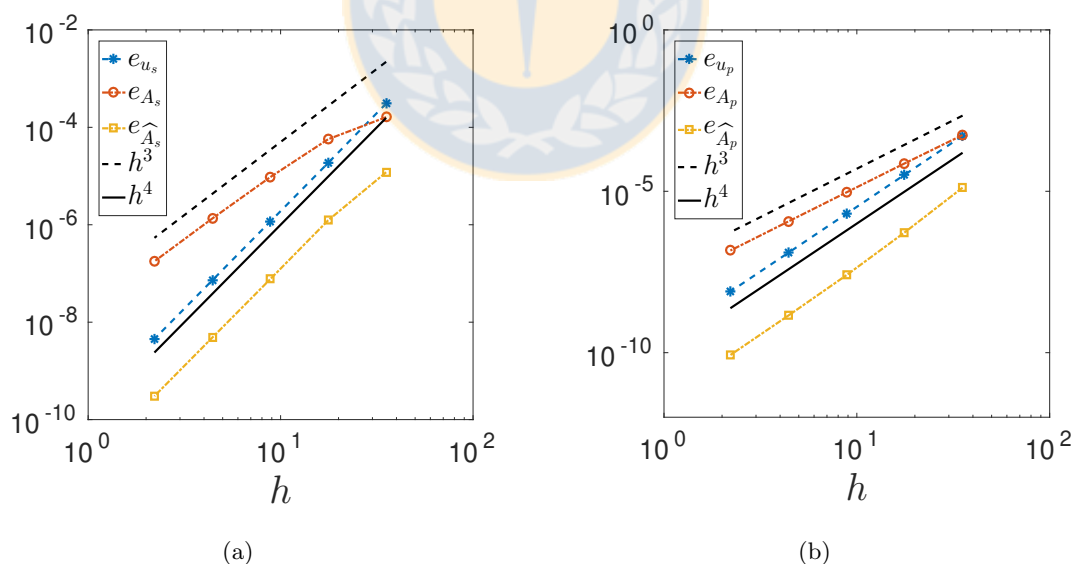 10^-2
10^-4
10^-6
10^-8
10^-10
10^0 10^1 10^2
h
e_{u_s}
e_{A_s}
e_{\widehat{A}_s}
h^3
h^4
(a)
10^0
10^-5
10^-10
10^0 10^1 10^2
h
e_{u_p}
e_{A_p}
e_{\widehat{A}_p}
h^3
h^4
(b)